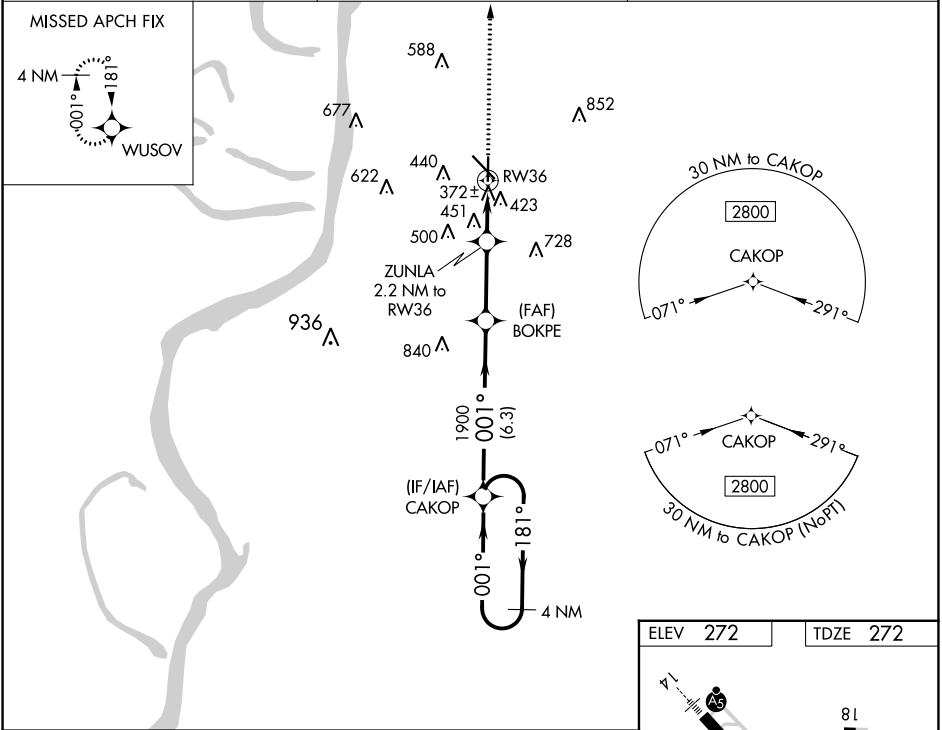 MISSED APCH FIX
4 NM
001°
181°
WUSOV
588
677
852
622
440
RW36
372±
423
451
500
728
ZUNLA
2.2 NM to
RW36
936
(FAF)
BOKPE
840
1900
001°
(6.3)
(IF/IAF)
CAKOP
001°
181°
4 NM
30 NM to CAKOP
2800
CAKOP
071°
291°
071°
CAKOP
291°
2800
30 NM to CAKOP (NoPT)
ELEV 272
TDZE 272
14
A5
18